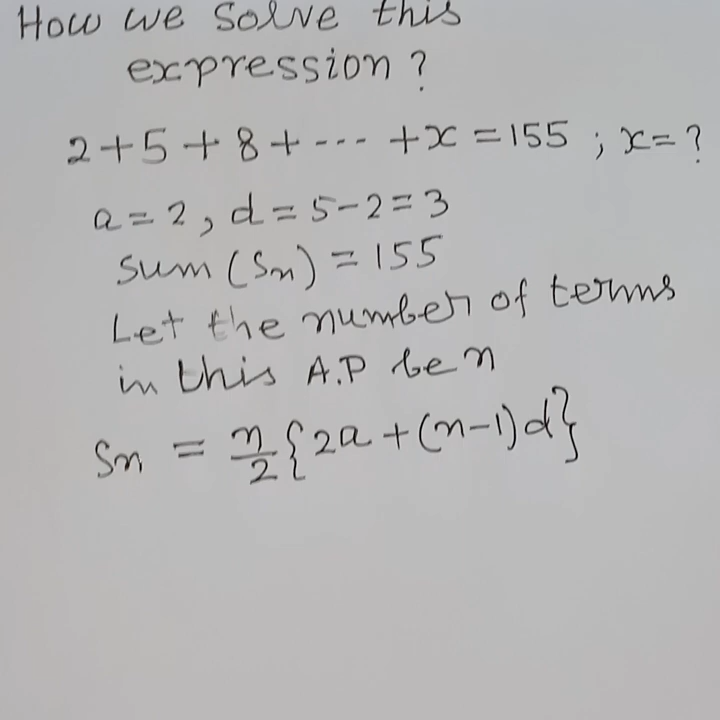 How we solve this
expression?
2+5+8+---+x=155 ; x=?
a=2, d=5-2=3
sum (Sn) = 155
Let the number of terms
in this A.P be n
Sn = n/2{2a+(n-1)d}